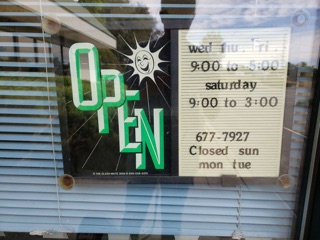 OPEN
wed thu. fri.
9:00 to 5:00
saturday
9:00 to 3:00
677-7927
Closed sun
mon tue